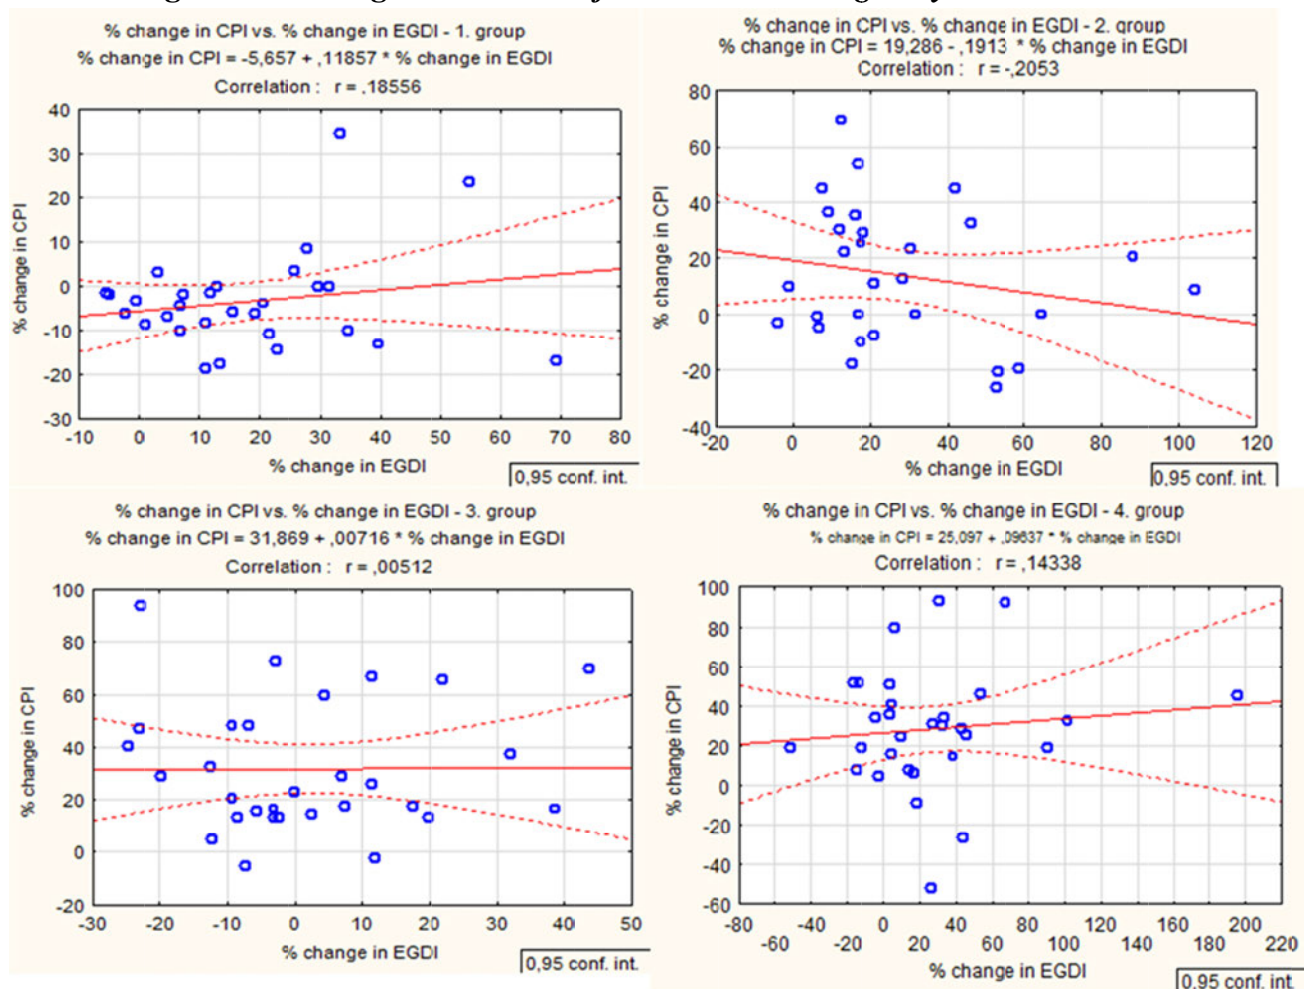 % change in CPI vs. % change in EGDI - 1. group
% change in CPI = -5,657 + ,11857 * % change in EGDI
Correlation : r = ,18556
% change in CPI
40
30
20
10
0
-10
-20
-30
-10 0 10 20 30 40 50 60 70 80
% change in EGDI
0,95 conf. int.
% change in CPI vs. % change in EGDI - 2. group
% change in CPI = 19,286 - ,1913 * % change in EGDI
Correlation : r = -,2053
% change in CPI
80
60
40
20
0
-20
-40
-20 0 20 40 60 80 100 120
% change in EGDI
0,95 conf. int.
% change in CPI vs. % change in EGDI - 3. group
% change in CPI = 31,869 + ,00716 * % change in EGDI
Correlation : r = ,00512
% change in CPI
100
80
60
40
20
0
-20
-30 -20 -10 0 10 20 30 40 50
% change in EGDI
0,95 conf. int.
% change in CPI vs. % change in EGDI - 4. group
% change in CPI = 25,097 + ,09637 * % change in EGDI
Correlation : r = ,14338
% change in CPI
100
80
60
40
20
0
-20
-40
-60
-80 -40 0 40 80 120 160 200
-60 -20 20 60 100 140 180 220
% change in EGDI
0,95 conf. int.